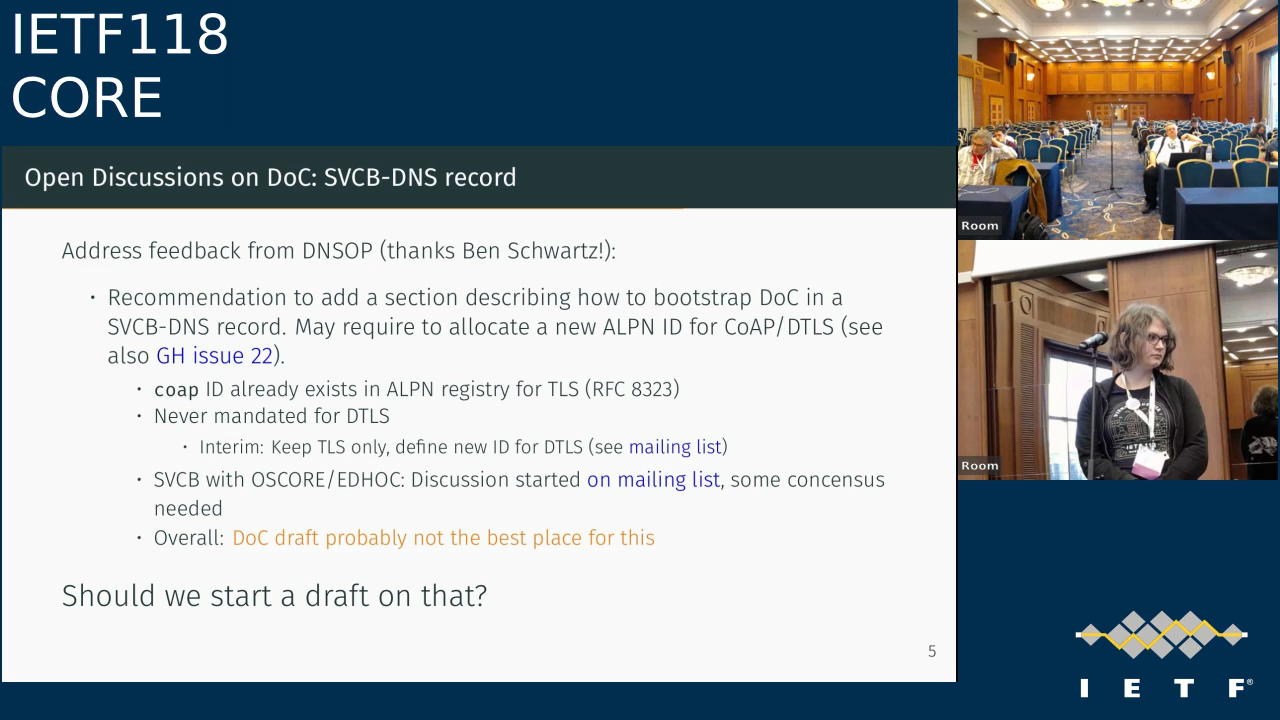 IETF118
CORE
Open Discussions on DoC: SVCB-DNS record
Address feedback from DNSOP (thanks Ben Schwartz!):
• Recommendation to add a section describing how to bootstrap DoC in a
SVCB-DNS record. May require to allocate a new ALPN ID for CoAP/DTLS (see
also GH issue 22).
• coap ID already exists in ALPN registry for TLS (RFC 8323)
• Never mandated for DTLS
• Interim: Keep TLS only, define new ID for DTLS (see mailing list)
• SVCB with OSCORE/EDHOC: Discussion started on mailing list, some concensus
needed
• Overall: DoC draft probably not the best place for this
Should we start a draft on that?
5
Room
Room
I E T F®